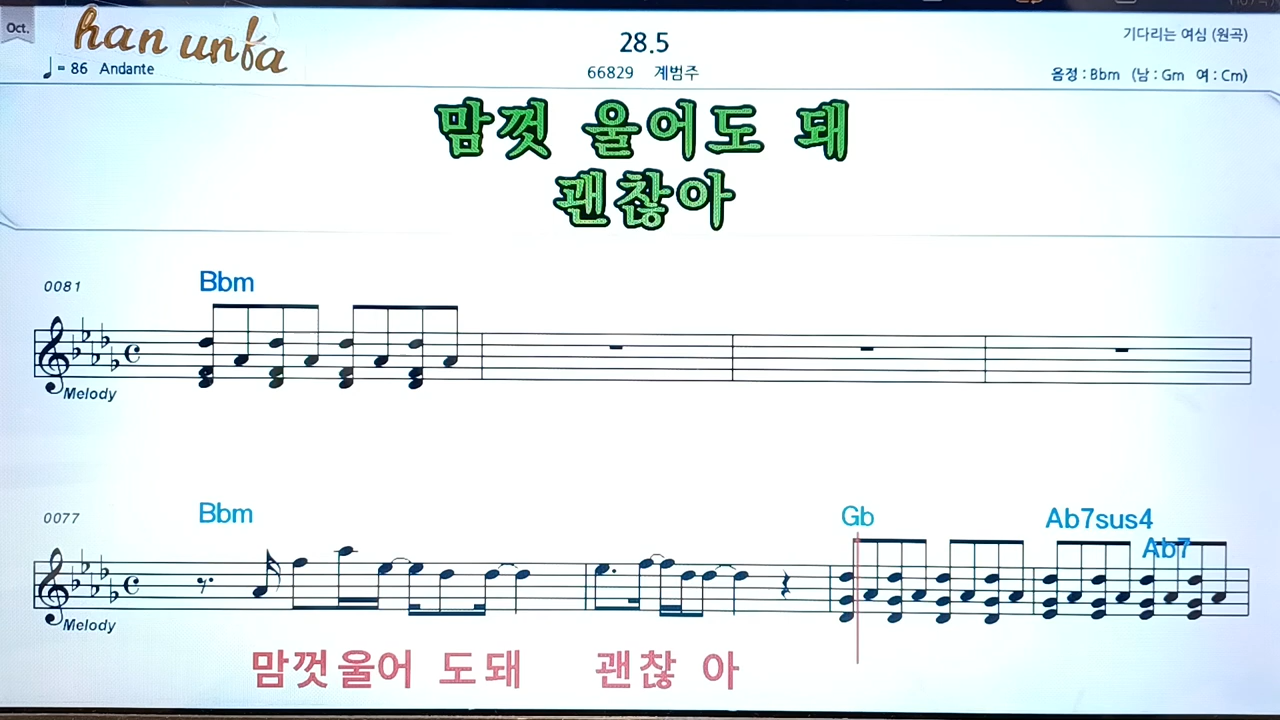 Oct.
han unfa
28.5
기다리는 여심 (원곡)
= 86 Andante
66829 계범주
음정 : Bbm (남 : Gm 여 : Cm)
맘껏 울어도 돼
괜찮아
0081
Bbm
Melody
0077
Bbm
Gb
Ab7sus4
Ab7
Melody
맘껏울어 도돼 괜찮 아